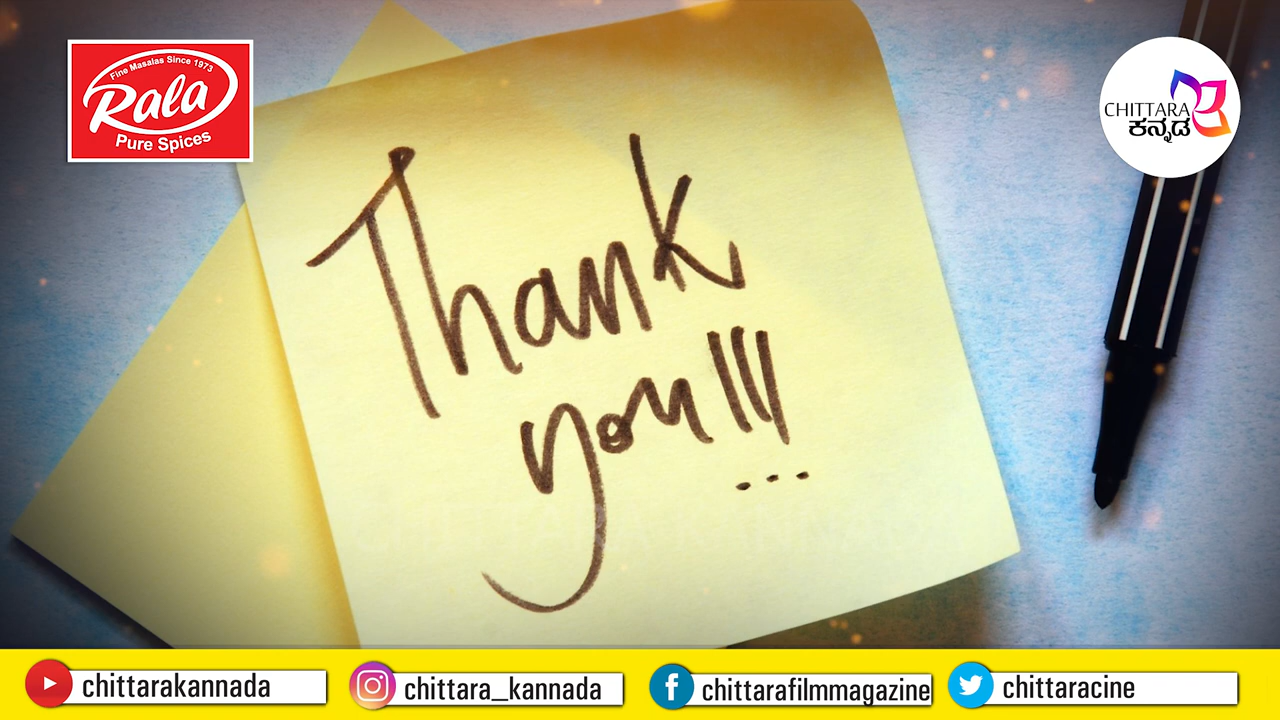 Fine Masalas Since 1973
Rala
Pure Spices
CHITTARA
ಕನ್ನಡ
Thank
you!!!
chittarakannada
chittara_kannada
chittarafilmmagazine
chittaracine